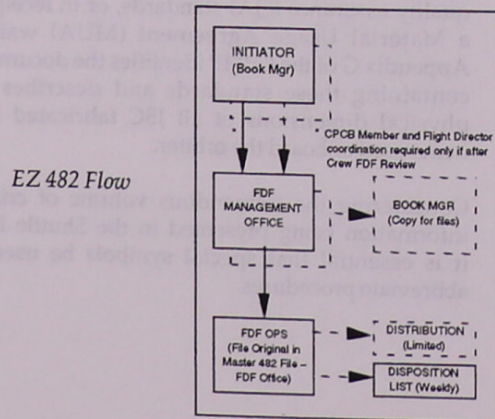 INITIATOR
(Book Mgr)
CPCB Member and Flight Director
coordination required only if after
Crew FDF Review
EZ 482 Flow
FDF
MANAGEMENT
OFFICE
BOOK MGR
(Copy for files)
FDF OPS
(File Original in
Master 482 File –
FDF Office)
DISTRIBUTION
(Limited)
DISPOSITION
LIST (Weekly)